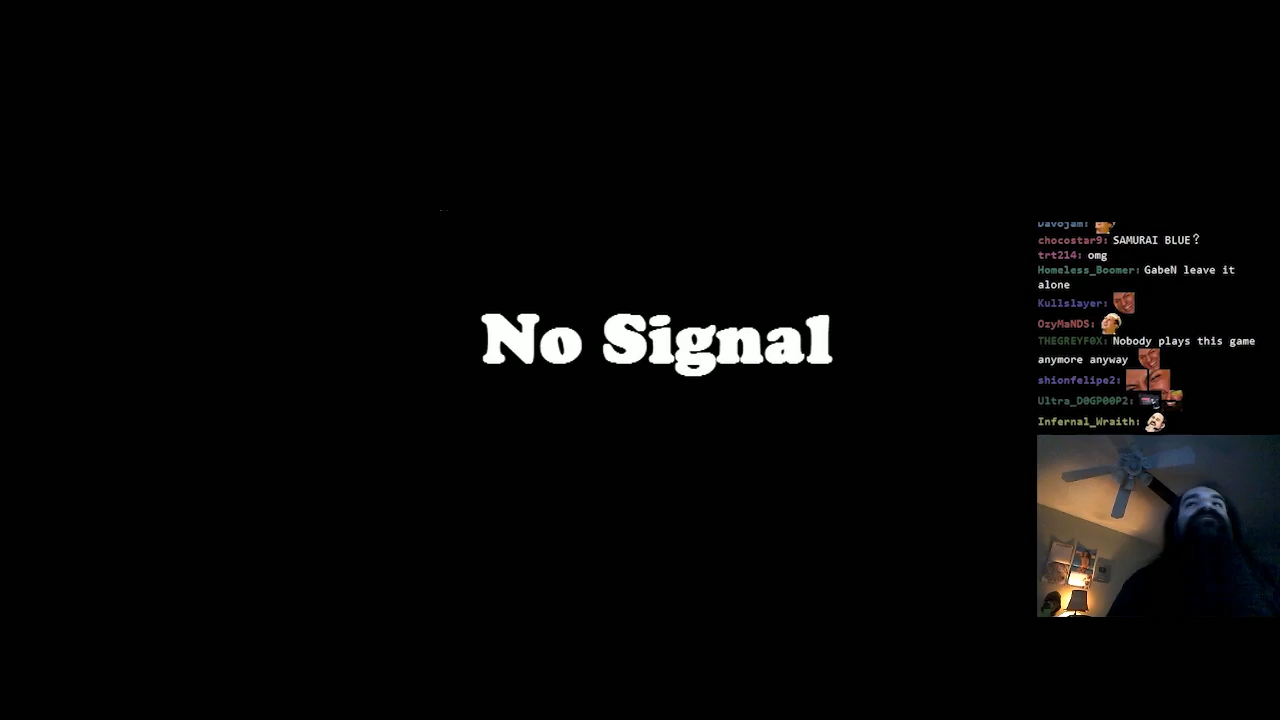 No Signal
Davojam:
chocostar9: SAMURAI BLUE?
trt214: omg
Homeless_Boomer: GabeN leave it
alone
Kullslayer:
OzyMaNDS:
THEGREYF0X: Nobody plays this game
anymore anyway
shionfelipe2:
Ultra_D0GP00P2:
Infernal_Wraith: